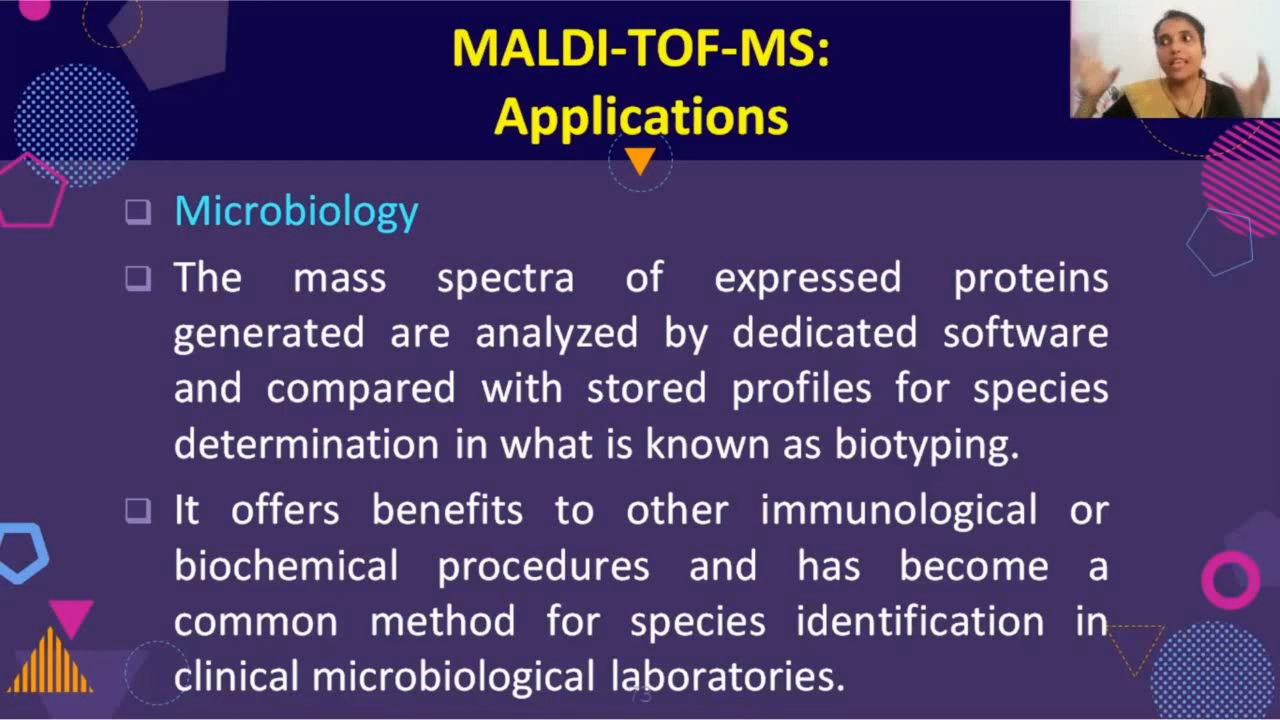 MALDI-TOF-MS:
Applications
Microbiology
The mass spectra of expressed proteins
generated are analyzed by dedicated software
and compared with stored profiles for species
determination in what is known as biotyping.
It offers benefits to other immunological or
biochemical procedures and has become a
common method for species identification in
clinical microbiological laboratories.
73